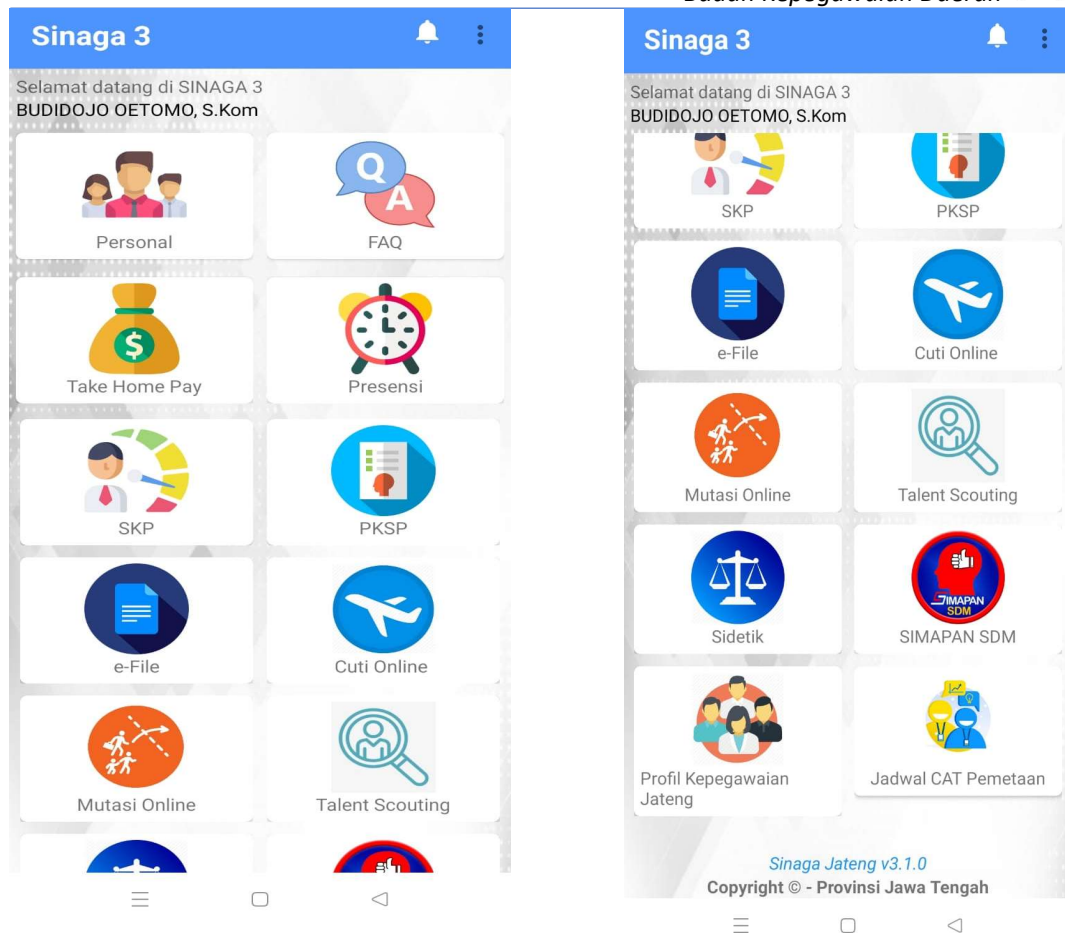 Badan Kepegawaian Daerah
Sinaga 3
Selamat datang di SINAGA 3
BUDIDOJO OETOMO, S.Kom
Q
A
Personal
FAQ
$
Take Home Pay
Presensi
SKP
PKSP
e-File
Cuti Online
Mutasi Online
Talent Scouting
Sinaga 3
Selamat datang di SINAGA 3
BUDIDOJO OETOMO, S.Kom
SKP
PKSP
e-File
Cuti Online
Mutasi Online
Talent Scouting
SIMAPAN
SDM
Sidetik
SIMAPAN SDM
Profil Kepegawaian
Jateng
Jadwal CAT Pemetaan
Sinaga Jateng v3.1.0
Copyright © - Provinsi Jawa Tengah